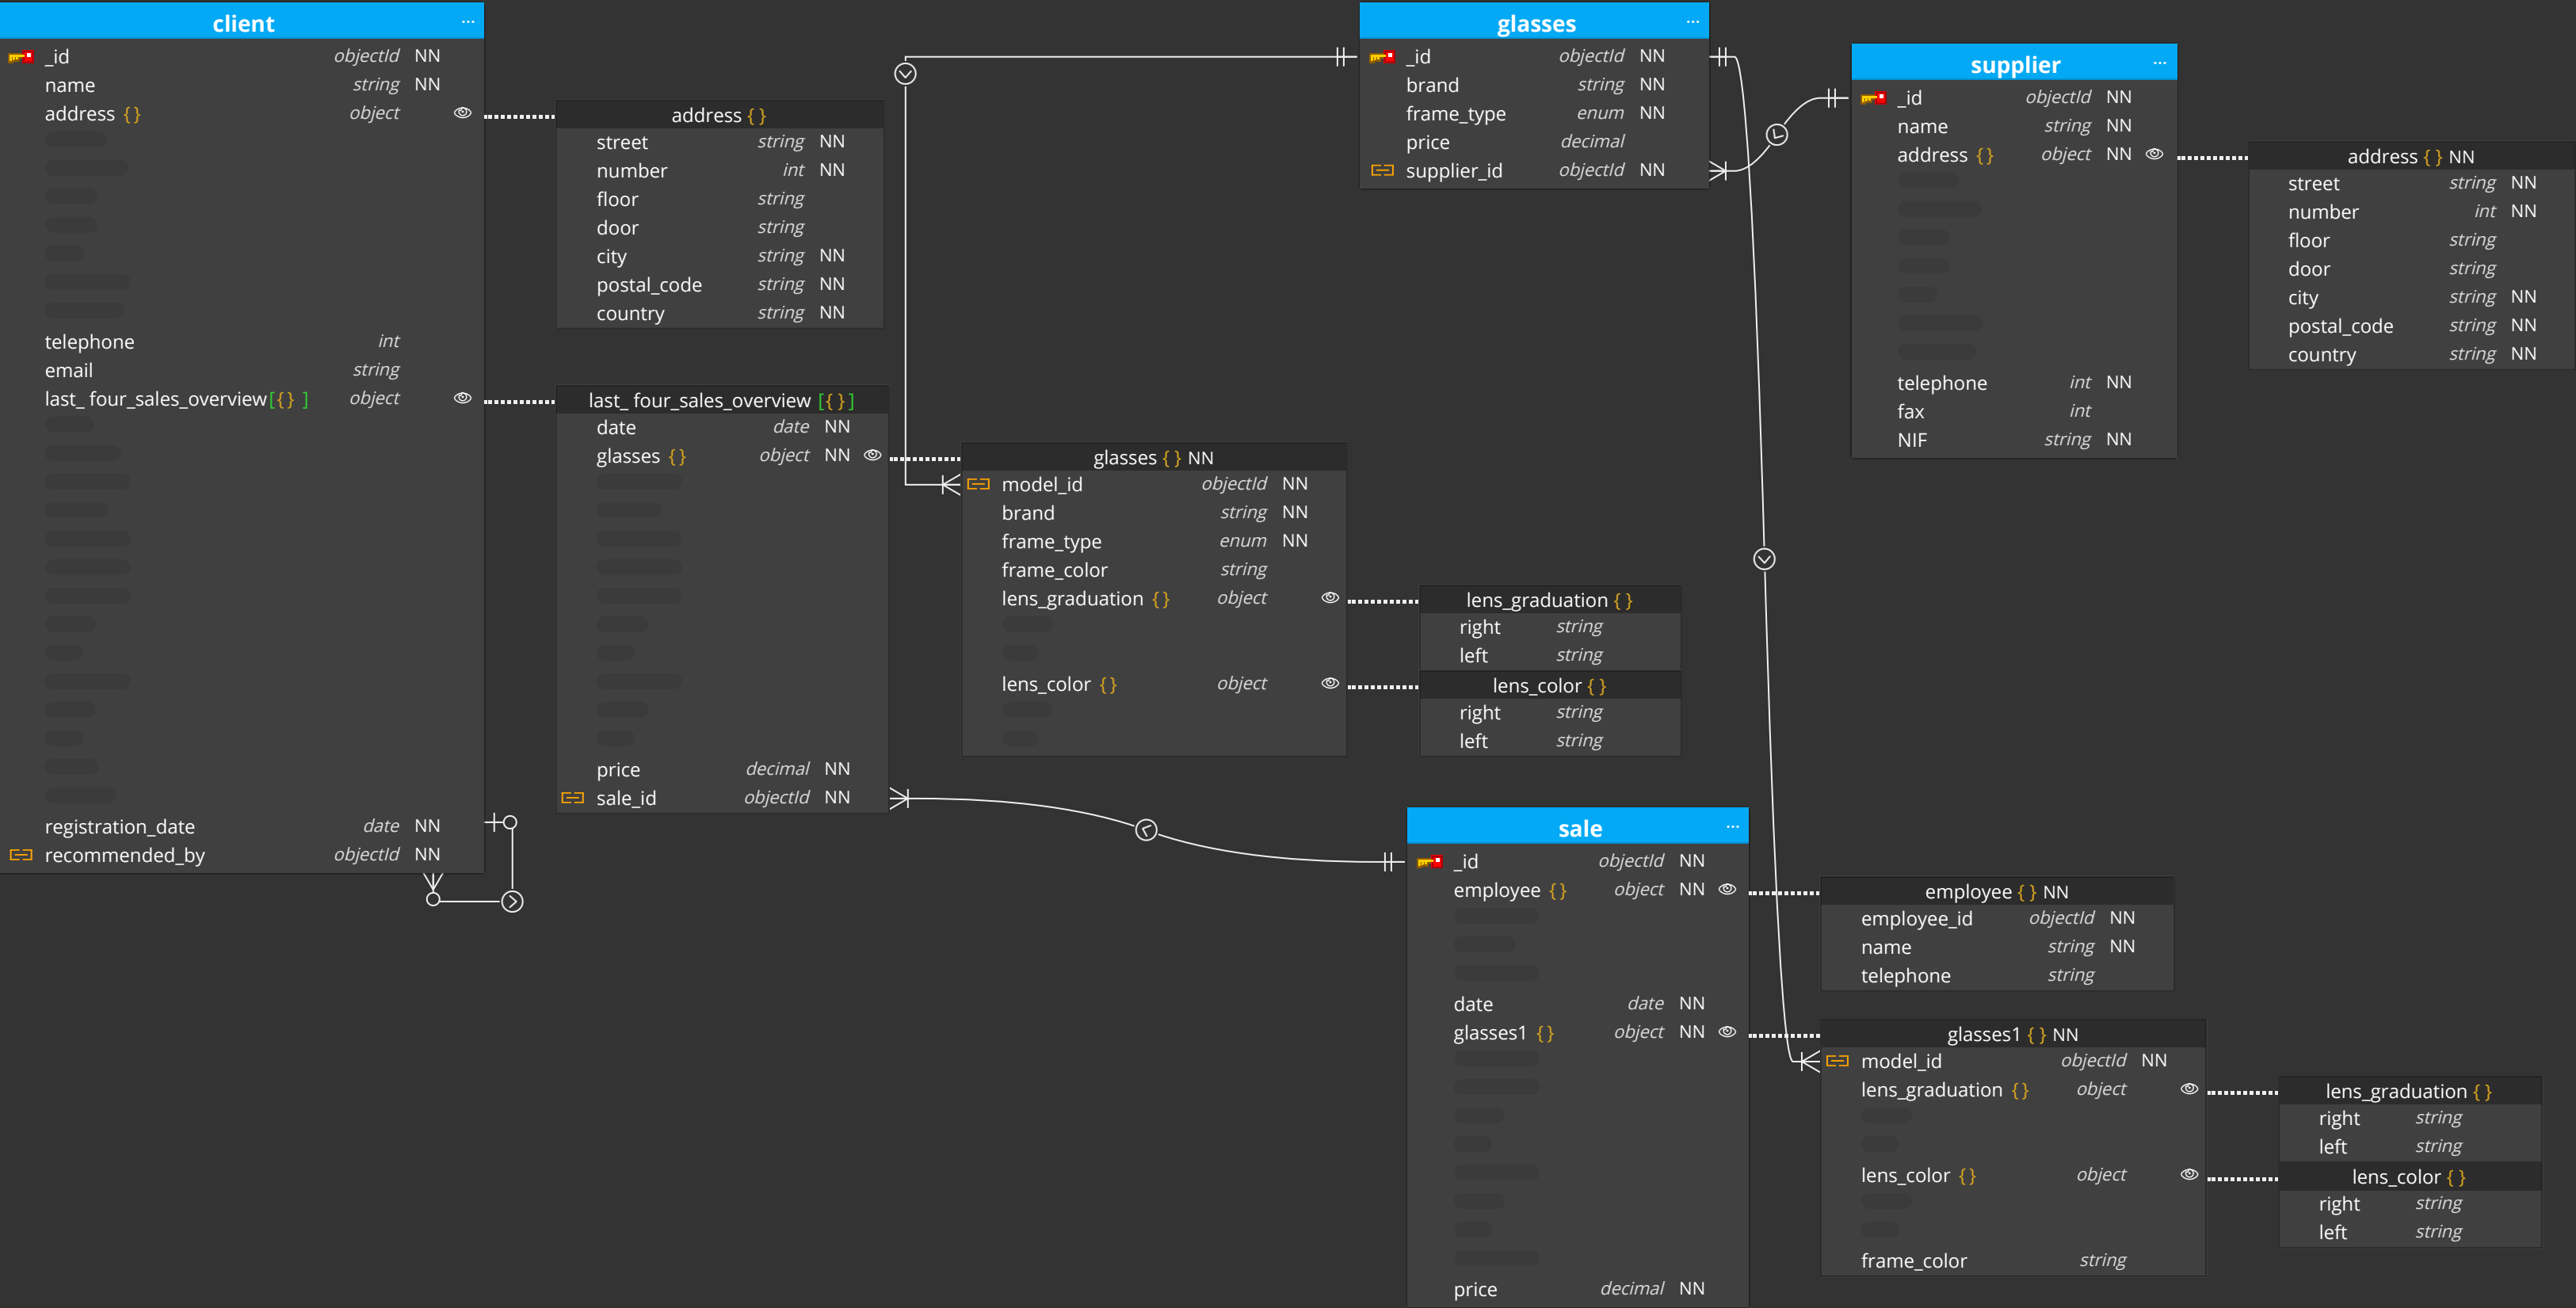 client ...
_id objectId NN
name string NN
address {} object
telephone int
email string
last_ four_sales_overview[{} ] object
registration_date date NN
recommended_by objectId NN
address {}
street string NN
number int NN
floor string
door string
city string NN
postal_code string NN
country string NN
last_ four_sales_overview [{}]
date date NN
glasses {} object NN
price decimal NN
sale_id objectId NN
glasses {} NN
model_id objectId NN
brand string NN
frame_type enum NN
frame_color string
lens_graduation {} object
lens_color {} object
lens_graduation {}
right string
left string
lens_color {}
right string
left string
glasses ...
_id objectId NN
brand string NN
frame_type enum NN
price decimal
supplier_id objectId NN
supplier ...
_id objectId NN
name string NN
address {} object NN
telephone int NN
fax int
NIF string NN
address {} NN
street string NN
number int NN
floor string
door string
city string NN
postal_code string NN
country string NN
sale ...
_id objectId NN
employee {} object NN
date date NN
glasses1 {} object NN
price decimal NN
employee {} NN
employee_id objectId NN
name string NN
telephone string
glasses1 {} NN
model_id objectId NN
lens_graduation {} object
lens_color {} object
frame_color string
lens_graduation {}
right string
left string
lens_color {}
right string
left string